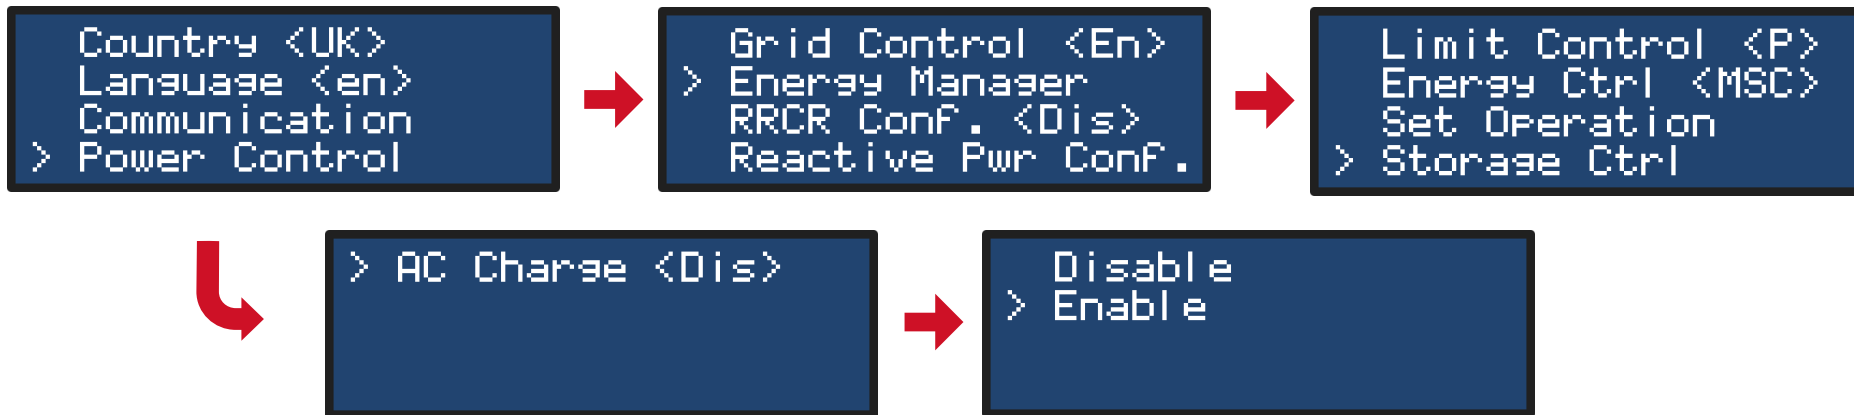 Country <UK>
Language <en>
Communication
> Power Control
Grid Control <En>
> Energy Manager
RRCR Conf. <Dis>
Reactive Pwr Conf.
Limit Control <P>
Energy Ctrl <MSC>
Set Operation
> Storage Ctrl
> AC Charge <Dis>
Disable
> Enable